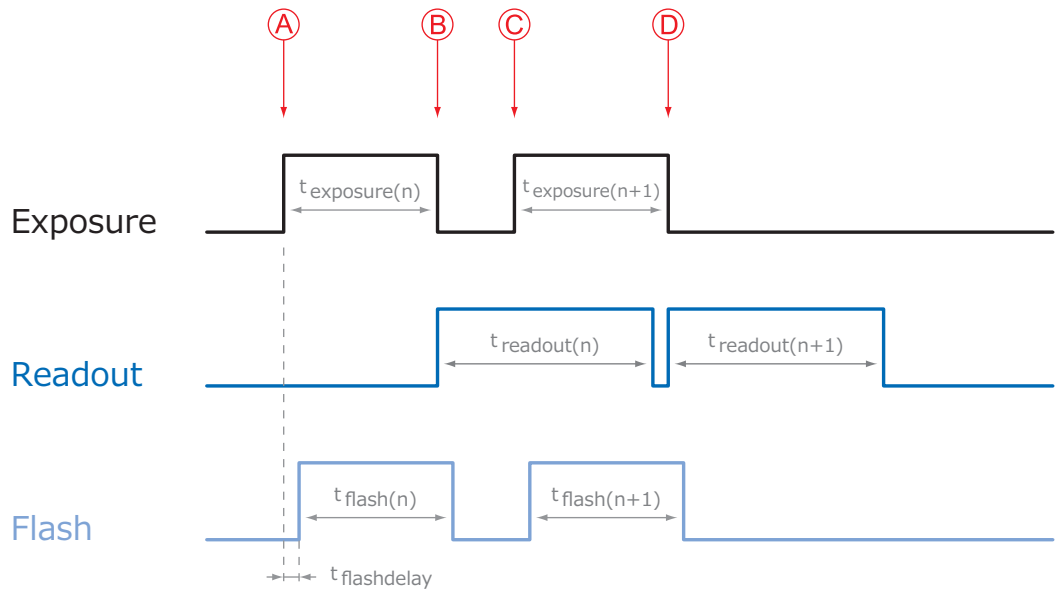 A B C D
Exposure
t exposure(n)
t exposure(n+1)
Readout
t readout(n)
t readout(n+1)
Flash
t flash(n)
t flash(n+1)
t flashdelay